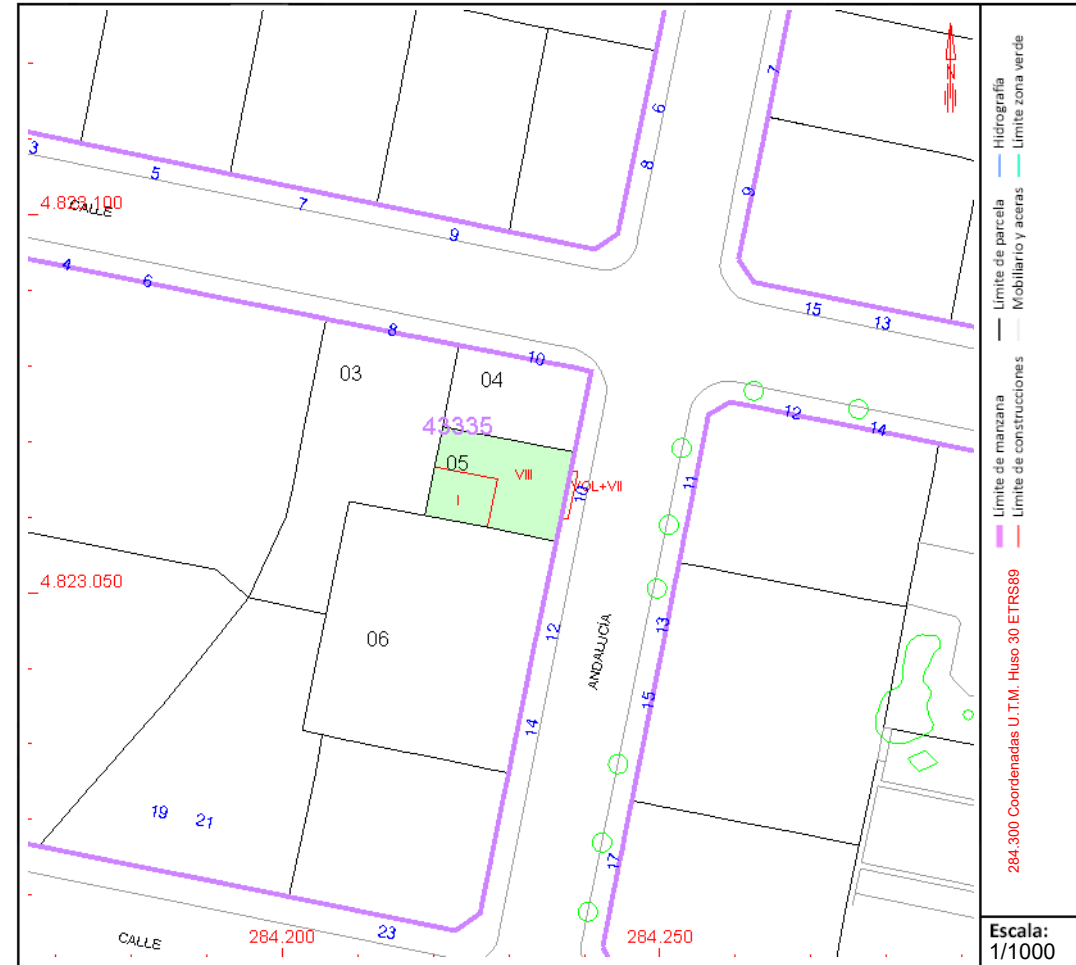 6
7
8
9
3
5
7
9
4.823.100
CALLE
4
6
8
10
15
13
03
04
12
14
43335
05
VIII
I
VOL+VII
10
11
4.823.050
06
12
13
ANDALUCÍA
14
15
19
21
17
23
CALLE
284.200
284.250
N
Hidrografía
Límite zona verde
Límite de parcela
Mobiliario y aceras
Límite de manzana
Límite de construcciones
284.300 Coordenadas U.T.M. Huso 30 ETRS89
Escala:
1/1000